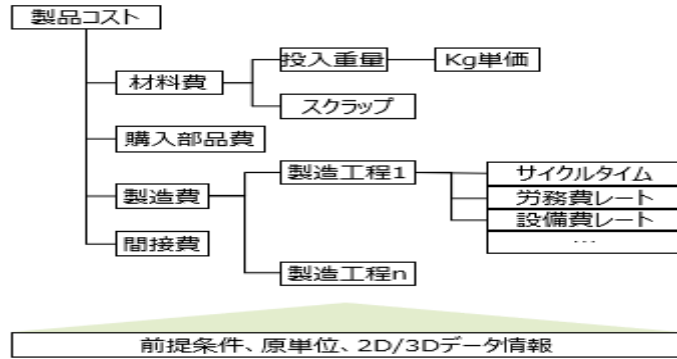 製品コスト
材料費
投入重量
Kg単価
スクラップ
購入部品費
製造費
製造工程1
サイクルタイム
労務費レート
設備費レート
…
間接費
製造工程n
前提条件、原単位、2D/3Dデータ情報